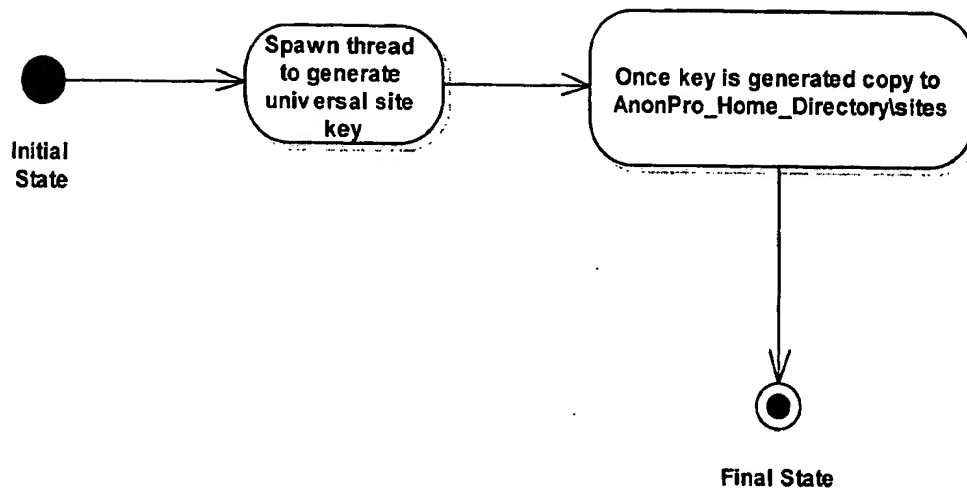 Spawn thread
to generate
universal site
key
Once key is generated copy to
AnonPro_Home_Directory\sites
Initial
State
Final State